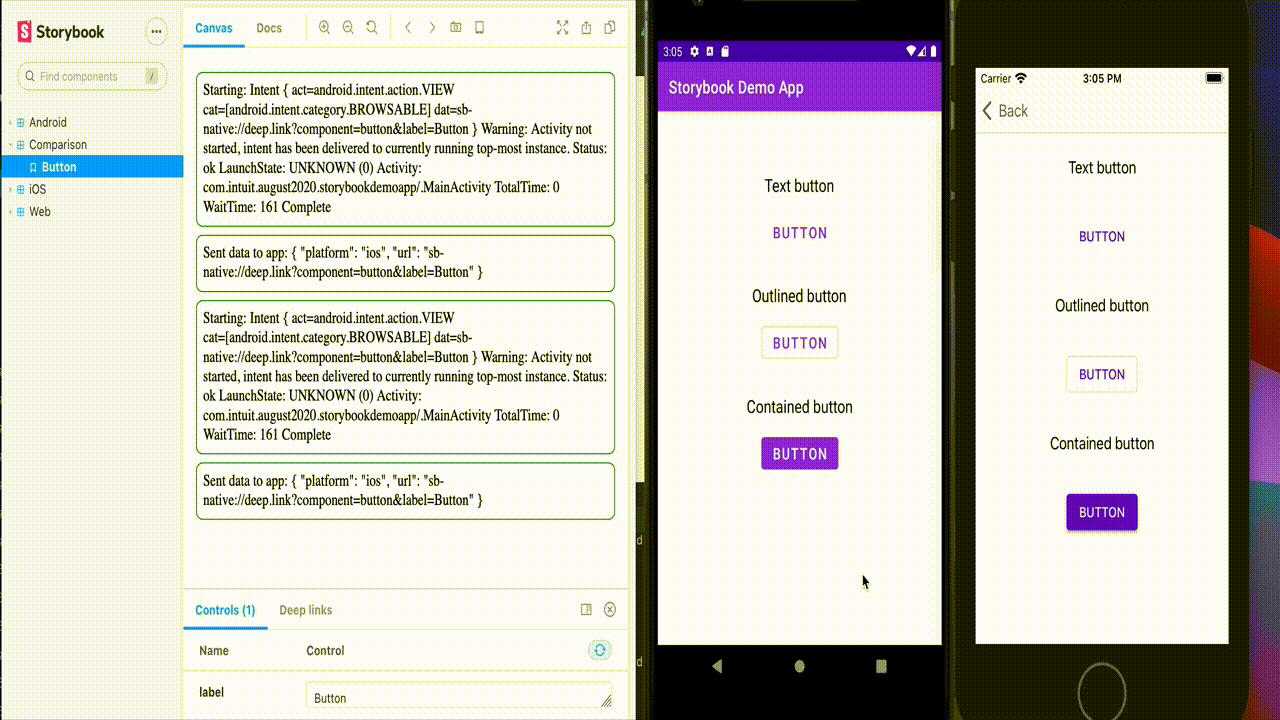 Storybook
Find components
/
Android
Comparison
Button
iOS
Web
Canvas
Docs
Starting: Intent { act=android.intent.action.VIEW
cat=[android.intent.category.BROWSABLE] dat=sb-
native://deep.link?component=button&label=Button } Warning: Activity not
started, intent has been delivered to currently running top-most instance. Status:
ok LaunchState: UNKNOWN (0) Activity:
com.intuit.august2020.storybookdemoapp/.MainActivity TotalTime: 0
WaitTime: 161 Complete
Sent data to app: { "platform": "ios", "url": "sb-
native://deep.link?component=button&label=Button" }
Starting: Intent { act=android.intent.action.VIEW
cat=[android.intent.category.BROWSABLE] dat=sb-
native://deep.link?component=button&label=Button } Warning: Activity not
started, intent has been delivered to currently running top-most instance. Status:
ok LaunchState: UNKNOWN (0) Activity:
com.intuit.august2020.storybookdemoapp/.MainActivity TotalTime: 0
WaitTime: 161 Complete
Sent data to app: { "platform": "ios", "url": "sb-
native://deep.link?component=button&label=Button" }
Controls (1)
Deep links
Name
Control
label
Button
d
d
3:05
Storybook Demo App
Text button
BUTTON
Outlined button
BUTTON
Contained button
BUTTON
Carrier
3:05 PM
Back
Text button
BUTTON
Outlined button
BUTTON
Contained button
BUTTON